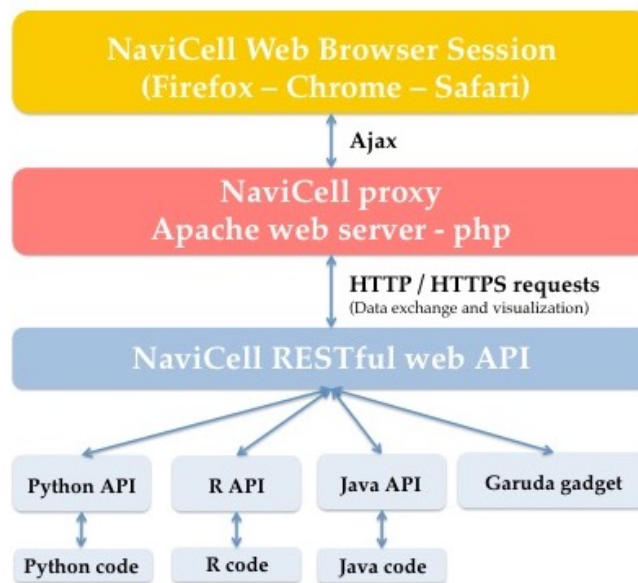 NaviCell Web Browser Session
(Firefox – Chrome – Safari)
Ajax
NaviCell proxy
Apache web server - php
HTTP / HTTPS requests
(Data exchange and visualization)
NaviCell RESTful web API
Python API
R API
Java API
Garuda gadget
Python code
R code
Java code